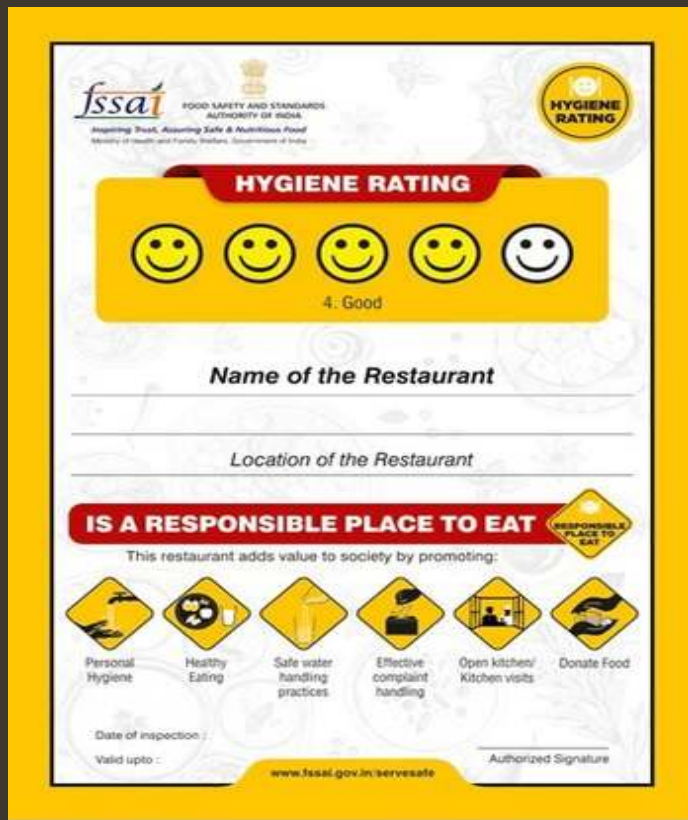 fssai
FOOD SAFETY AND STANDARDS
AUTHORITY OF INDIA
Inspiring Trust, Assuring Safe & Nutritious Food
Ministry of Health and Family Welfare, Government of India
HYGIENE
RATING
HYGIENE RATING
4. Good
Name of the Restaurant
Location of the Restaurant
IS A RESPONSIBLE PLACE TO EAT
RESPONSIBLE
PLACE TO
EAT
This restaurant adds value to society by promoting:
Personal
Hygiene
Healthy
Eating
Safe water
handling
practices
Effective
complaint
handling
Open kitchen/
Kitchen visits
Donate Food
Date of inspection :
Valid upto :
Authorized Signature
www.fssai.gov.in/servesafe